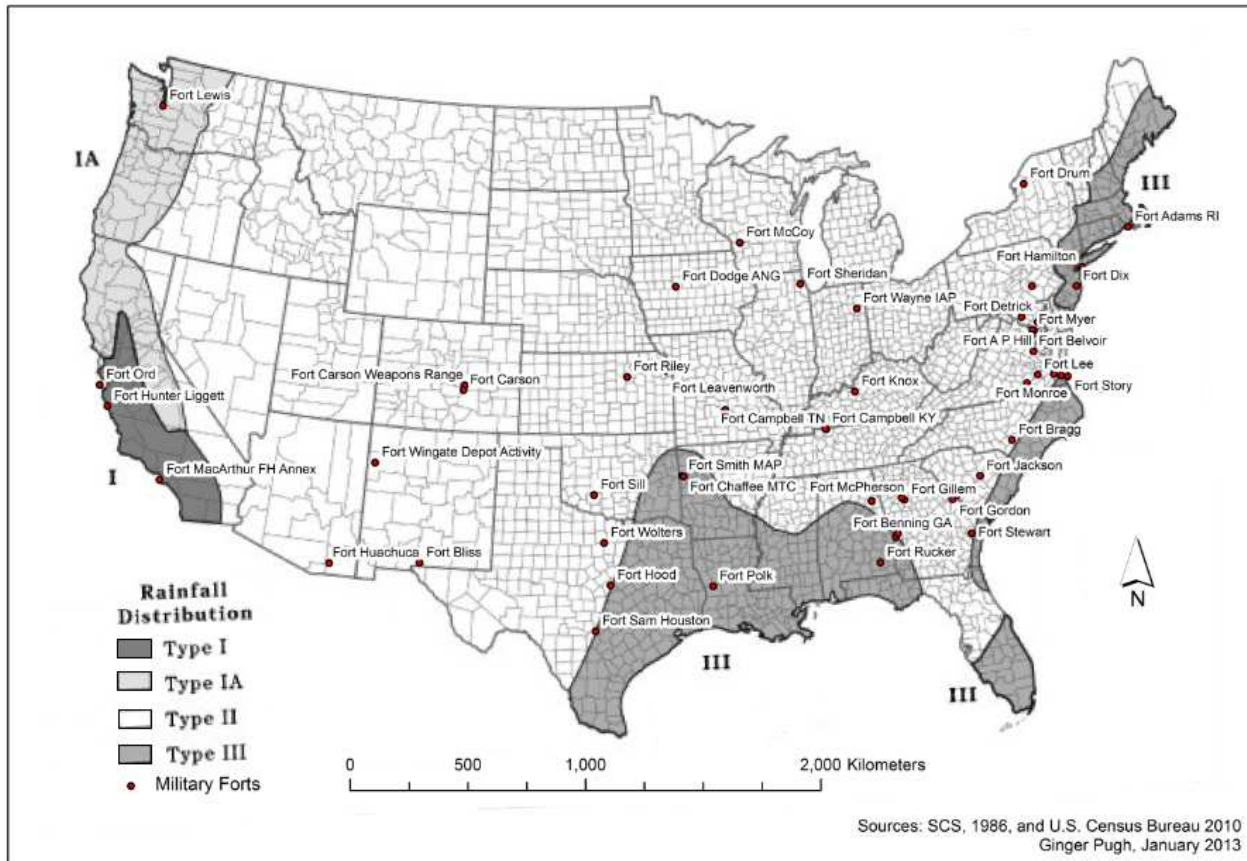 Fort Lewis
IA
Fort Drum
III
Fort Adams RI
Fort McCoy
Fort Hamilton
Fort Dodge ANG
Fort Sheridan
Fort Dix
Fort Wayne IAP
Fort Detrick
Fort Myer
Fort A P Hill
Fort Belvoir
Fort Ord
Fort Carson Weapons Range
Fort Carson
Fort Riley
Fort Leavenworth
Fort Knox
Fort Lee
Fort Story
Fort Monroe
Fort Hunter Liggett
Fort Campbell TN
Fort Campbell KY
Fort Bragg
I
Fort MacArthur FH Annex
Fort Wingate Depot Activity
Fort Smith MAP
Fort Jackson
Fort Sill
Fort Chaffee MTC
Fort McPherson
Fort Gillem
Fort Gordon
Fort Wolters
Fort Benning GA
Fort Stewart
Fort Huachuca
Fort Bliss
Fort Rucker
Fort Hood
Fort Polk
Fort Sam Houston
III
III
N
Rainfall
Distribution
Type I
Type IA
Type II
Type III
Military Forts
0 500 1,000 2,000 Kilometers
Sources: SCS, 1986, and U.S. Census Bureau 2010
Ginger Pugh, January 2013